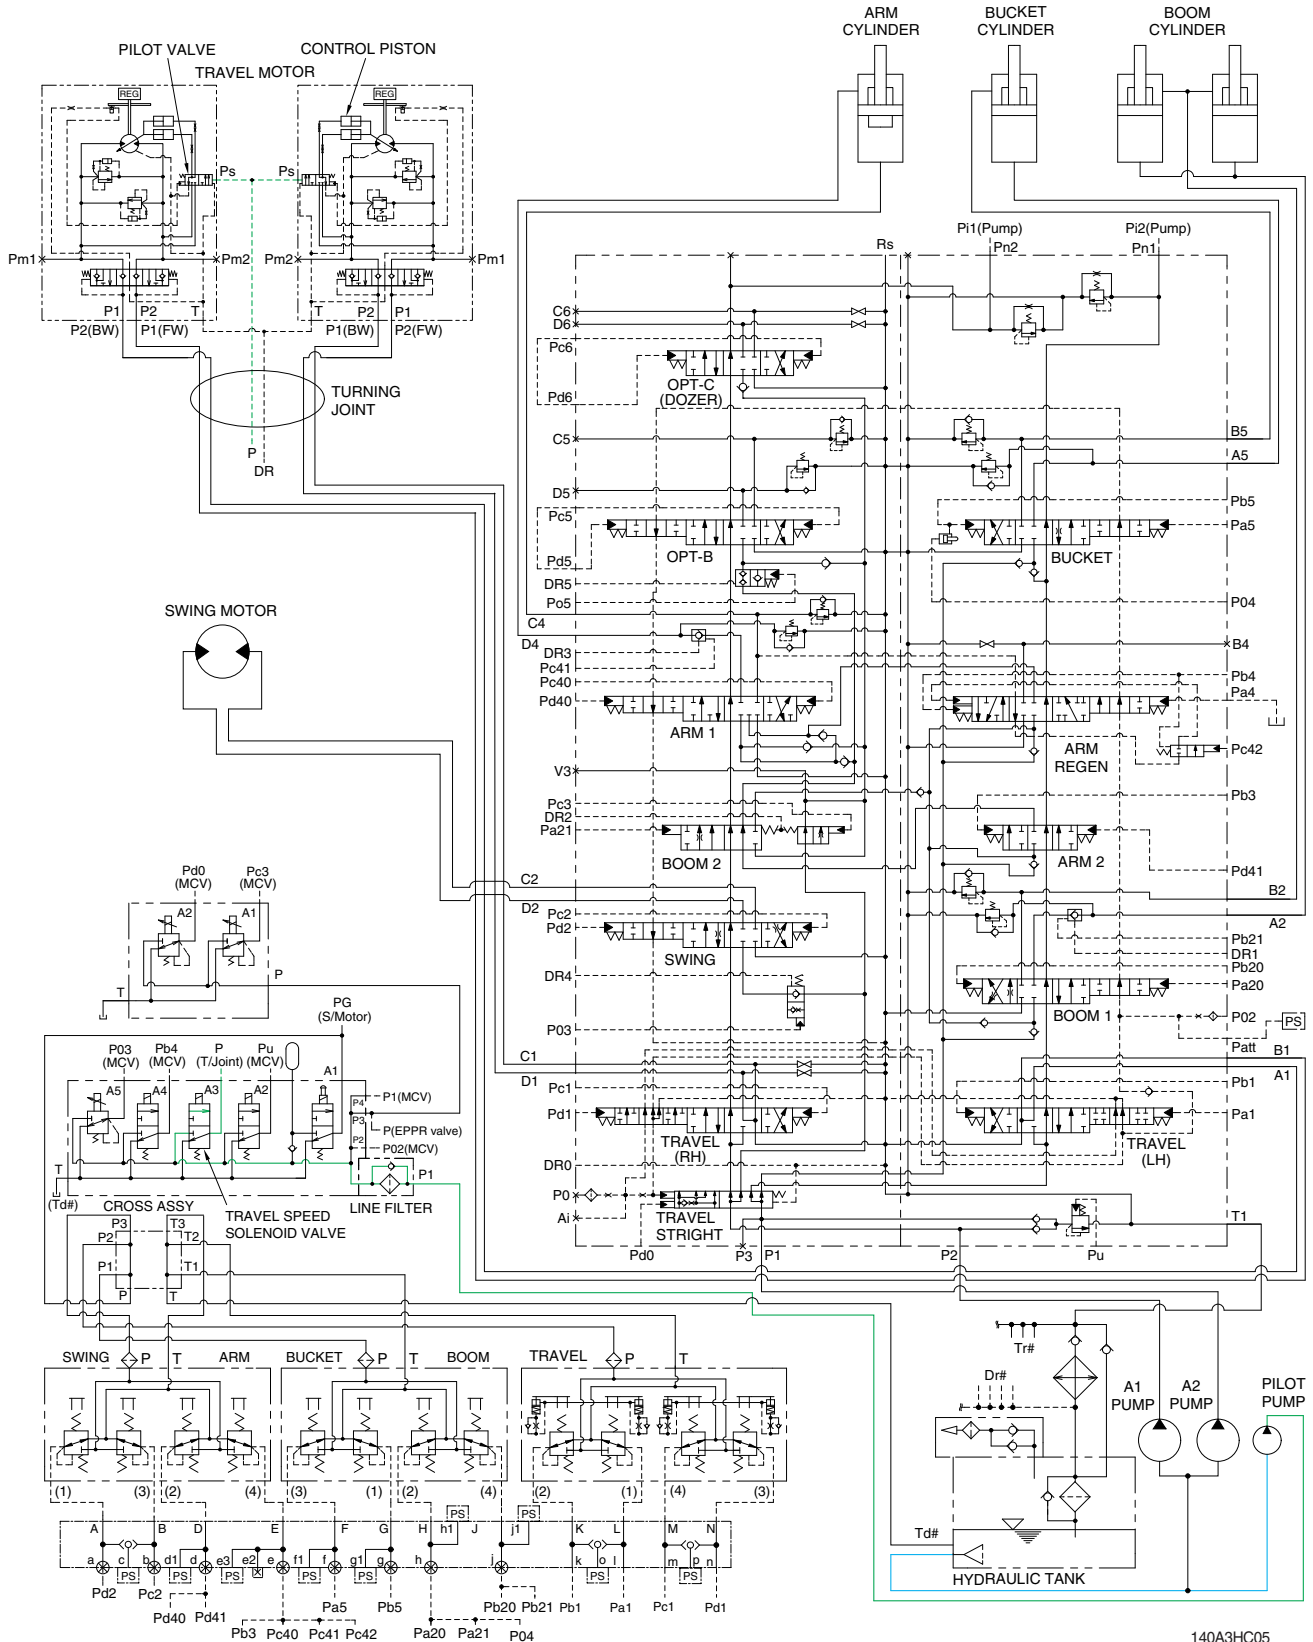 ARM
CYLINDER
BUCKET
CYLINDER
BOOM
CYLINDER
PILOT VALVE
CONTROL PISTON
TRAVEL MOTOR
REG
REG
Ps
Ps
Pi1(Pump)
Pn2
Pi2(Pump)
Pn1
Rs
Pm1
Pm2
Pm2
Pm1
P1
P2
T
T
P2
P1
P2(BW)
P1(FW)
P1(BW)
P2(FW)
C6
D6
Pc6
Pd6
OPT-C
(DOZER)
TURNING
JOINT
P
DR
C5
B5
A5
D5
Pc5
Pb5
Pa5
OPT-B
BUCKET
Pd5
DR5
Po5
P04
SWING MOTOR
C4
D4
DR3
Pc41
Pc40
Pd40
B4
Pb4
Pa4
ARM 1
ARM
REGEN
Pc42
V3
Pc3
DR2
Pa21
Pb3
BOOM 2
ARM 2
Pd41
Pd0
(MCV)
Pc3
(MCV)
A2
A1
P
T
C2
D2
Pc2
Pd2
B2
A2
SWING
Pb21
DR1
Pb20
Pa20
DR4
BOOM 1
P03
P02
PS
Patt
PG
(S/Motor)
P03
(MCV)
Pb4
(MCV)
P
(T/Joint)
Pu
(MCV)
A1
A5
A4
A3
A2
P4
P1(MCV)
P3
P(EPPR valve)
P2
P02(MCV)
P1
T
(Td#)
C1
D1
B1
A1
Pc1
Pd1
Pb1
Pa1
TRAVEL
(RH)
TRAVEL
(LH)
DR0
P0
Ai
TRAVEL
STRIGHT
Pd0
P3
P1
P2
Pu
T1
CROSS ASSY
TRAVEL SPEED
SOLENOID VALVE
LINE FILTER
P3
T3
P2
T2
P1
T1
P
T
SWING
P
T
ARM
BUCKET
P
T
BOOM
TRAVEL
P
T
(1)
(3)
(2)
(4)
(3)
(1)
(2)
(4)
(2)
(1)
(4)
(3)
Tr#
Dr#
A1
PUMP
A2
PUMP
PILOT
PUMP
Td#
HYDRAULIC TANK
A
B
D
E
F
G
H
h1
PS
J
j1
PS
K
L
M
N
a
c
b
d1
d
e3
e2
e
f1
f
g1
g
h
j
k
o
l
m
p
n
PS
PS
PS
PS
PS
PS
PS
Pd2
Pc2
Pd40
Pd41
Pb3
Pc40
Pc41
Pc42
Pa5
Pb5
Pa20
Pa21
P04
Pb20
Pb21
Pb1
Pa1
Pc1
Pd1
140A3HC05